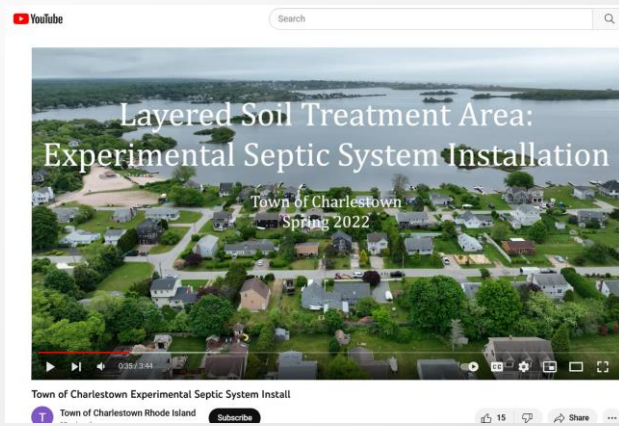 YouTube
Search
Layered Soil Treatment Area:
Experimental Septic System Installation
Town of Charlestown
Spring 2022
0:35 / 3:44
CC
Town of Charlestown Experimental Septic System Install
T
Town of Charlestown Rhode Island
Subscribe
15
Share